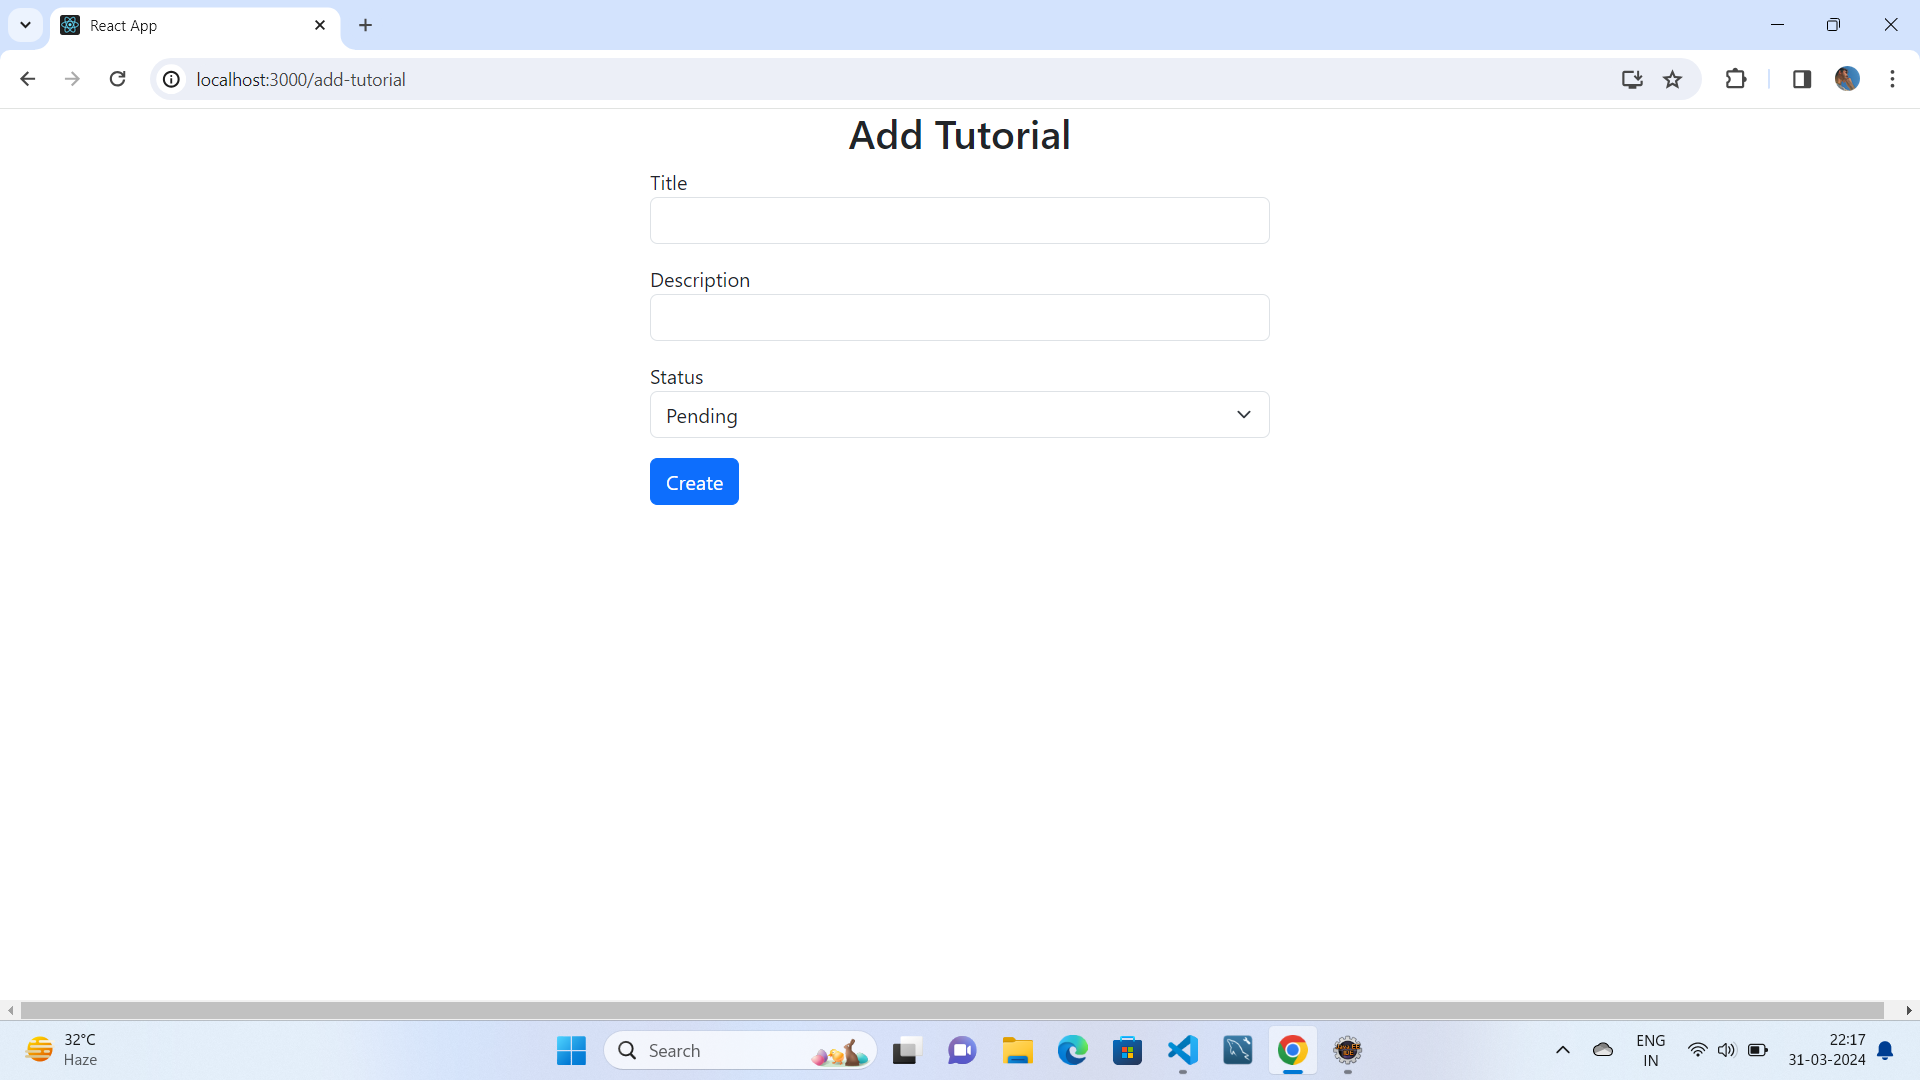 React App
localhost:3000/add-tutorial
Add Tutorial
Title
Description
Status
Pending
Create
32°C
Haze
Search
ENG
IN
22:17
31-03-2024